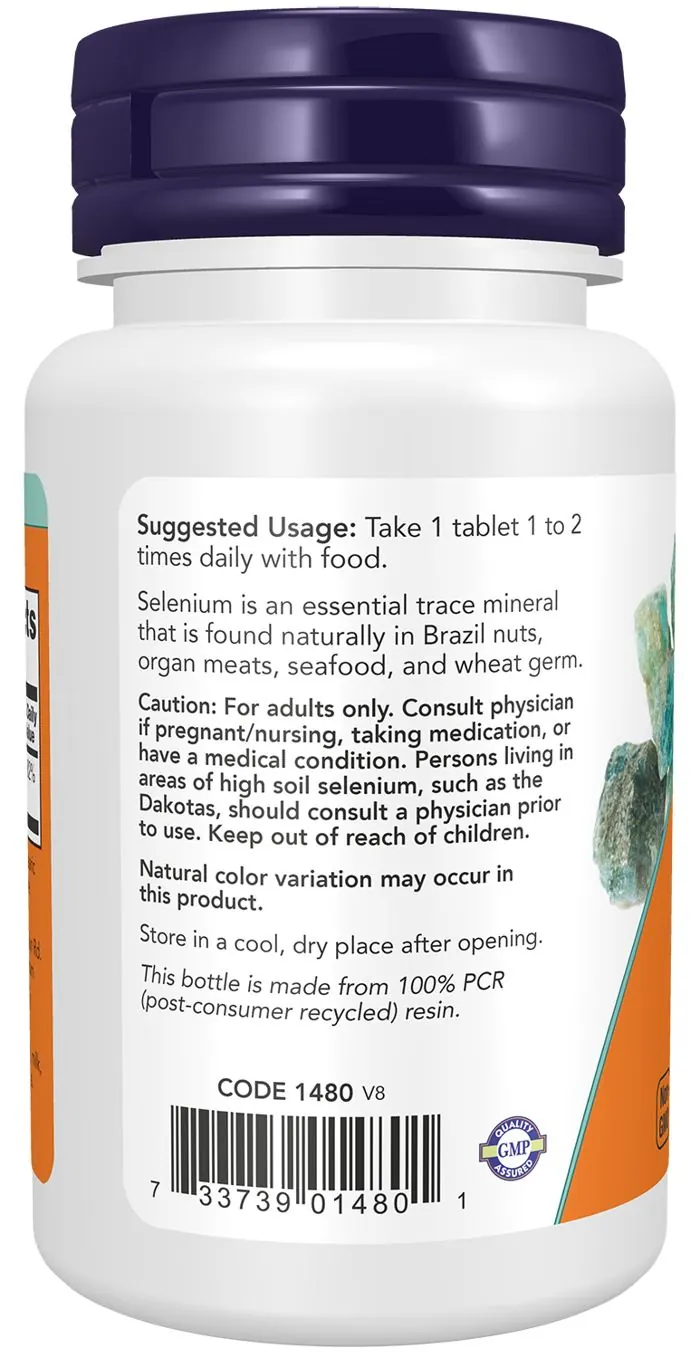 Suggested Usage: Take 1 tablet 1 to 2
times daily with food.
Selenium is an essential trace mineral
that is found naturally in Brazil nuts,
organ meats, seafood, and wheat germ.
Caution: For adults only. Consult physician
if pregnant/nursing, taking medication, or
have a medical condition. Persons living in
areas of high soil selenium, such as the
Dakotas, should consult a physician prior
to use. Keep out of reach of children.
Natural color variation may occur in
this product.
Store in a cool, dry place after opening.
This bottle is made from 100% PCR
(post-consumer recycled) resin.
CODE 1480 V8
7 33739 01480 1
QUALITY
GMP
ASSURED